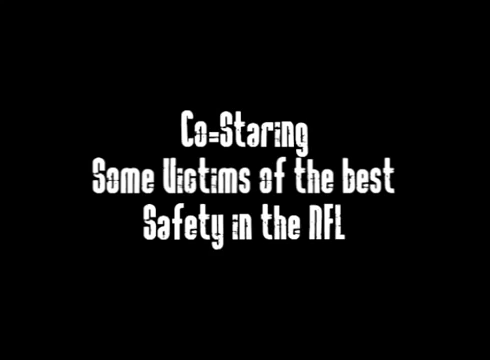 Co=Staring
Some Victims of the best
Safety in the NFL